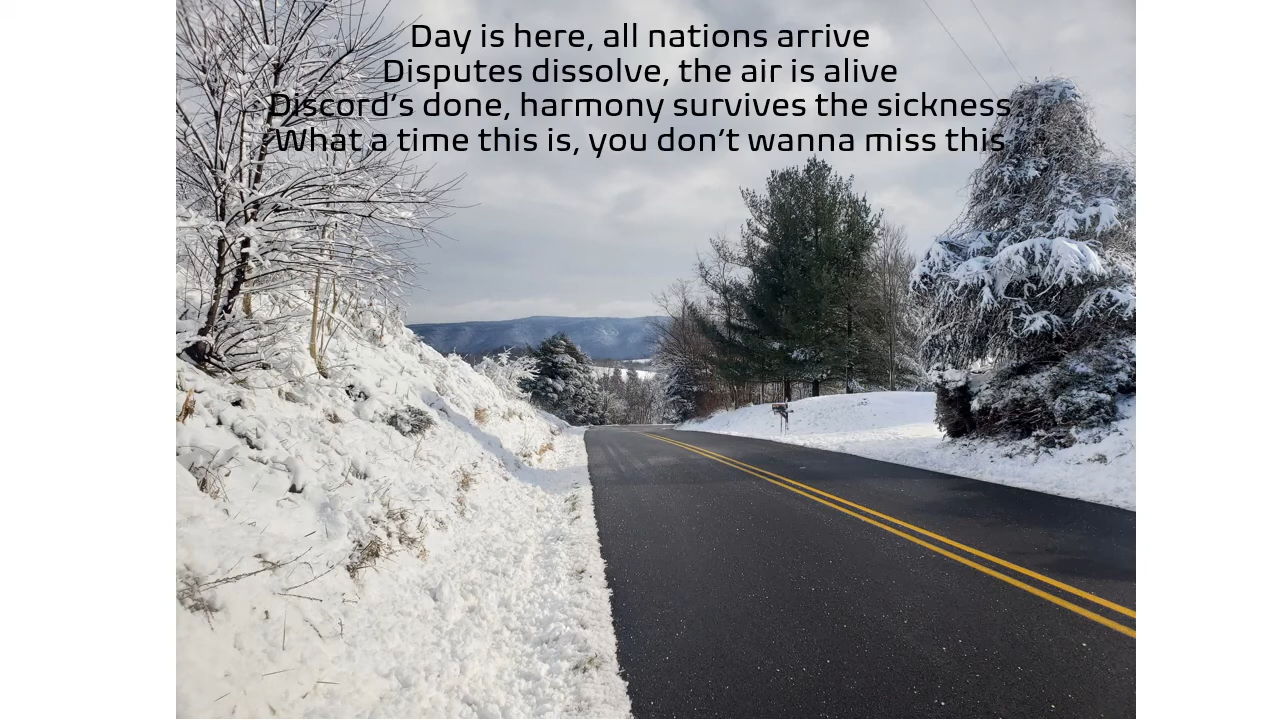 Day is here, all nations arrive
Disputes dissolve, the air is alive
Discord’s done, harmony survives the sickness
What a time this is, you don’t wanna miss this